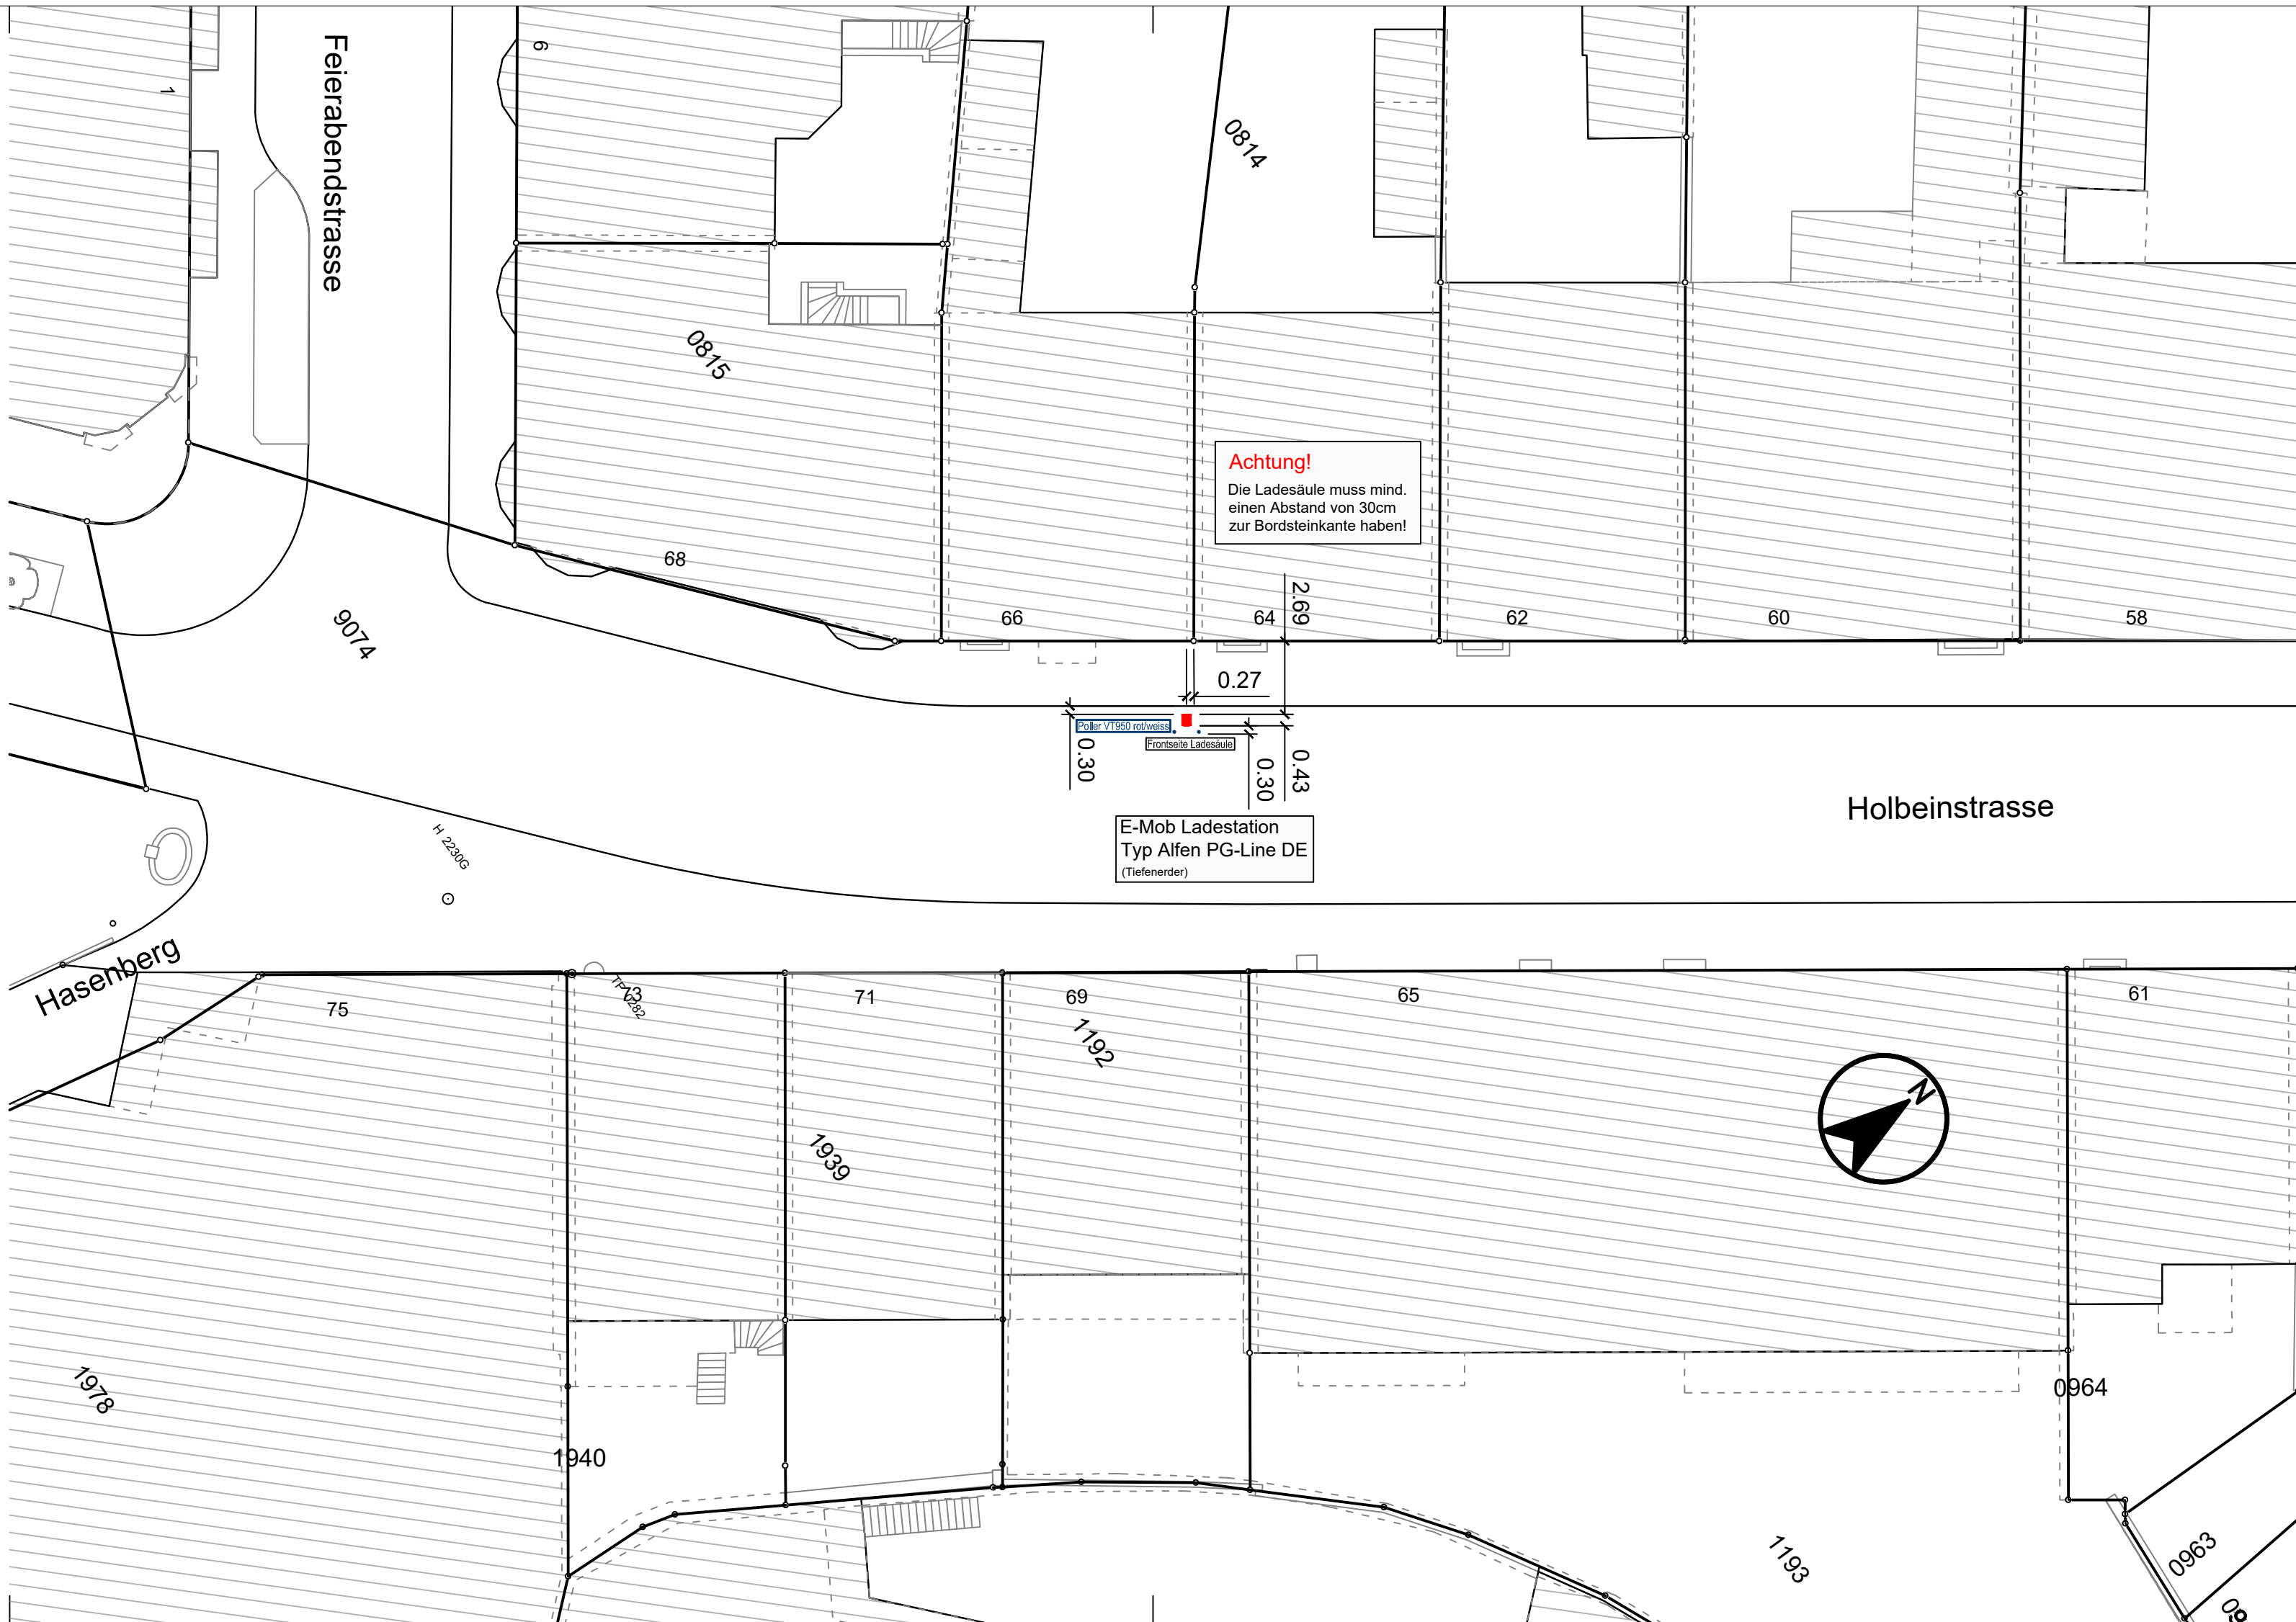 Feierabendstrasse
1
6
0814
0815
Achtung!
Die Ladesäule muss mind.
einen Abstand von 30cm
zur Bordsteinkante haben!
68
66
64
2.69
62
60
58
9074
0.27
Poller VT950 rot/weiss
Frontseite Ladesäule
0.30
0.30
0.43
E-Mob Ladestation
Typ Alfen PG-Line DE
(Tiefenerder)
Holbeinstrasse
H 2230G
Hasenberg
75
73
71
69
65
61
1192
N
1939
1978
0964
1940
1193
0963